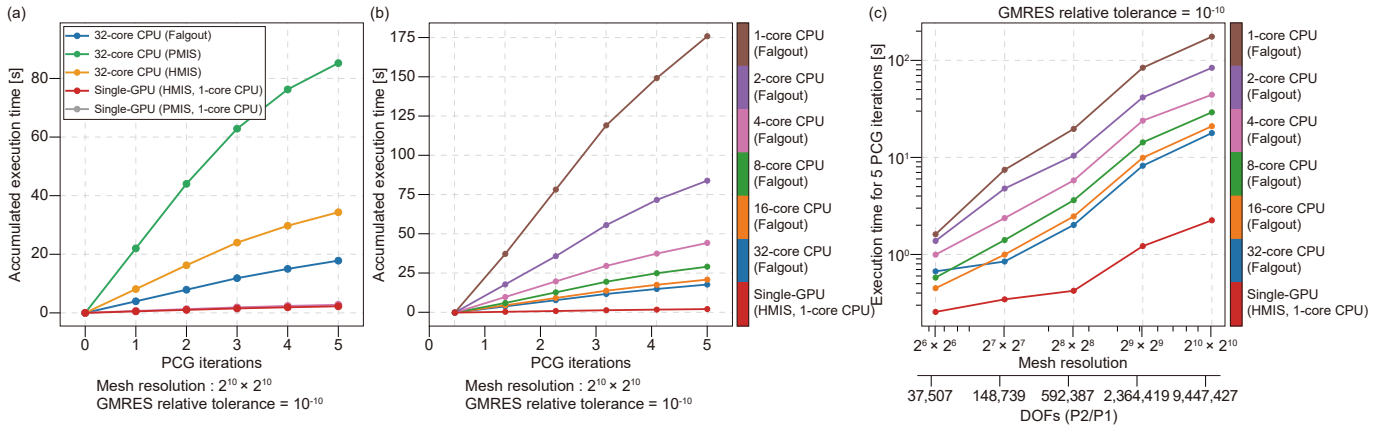 (a)
32-core CPU (Falgout)
32-core CPU (PMIS)
32-core CPU (HMIS)
Single-GPU (HMIS, 1-core CPU)
Single-GPU (PMIS, 1-core CPU)
Accumulated execution time [s]
80
60
40
20
0
0 1 2 3 4 5
PCG iterations
Mesh resolution : 2¹⁰ × 2¹⁰
GMRES relative tolerance = 10⁻¹⁰
(b)
Accumulated execution time [s]
175
150
125
100
75
50
25
0
0 1 2 3 4 5
PCG iterations
Mesh resolution : 2¹⁰ × 2¹⁰
GMRES relative tolerance = 10⁻¹⁰
1-core CPU
(Falgout)
2-core CPU
(Falgout)
4-core CPU
(Falgout)
8-core CPU
(Falgout)
16-core CPU
(Falgout)
32-core CPU
(Falgout)
Single-GPU
(HMIS, 1-core CPU)
(c)
GMRES relative tolerance = 10⁻¹⁰
Execution time for 5 PCG iterations [s]
10²
10¹
10⁰
2⁶ × 2⁶ 2⁷ × 2⁷ 2⁸ × 2⁸ 2⁹ × 2⁹ 2¹⁰ × 2¹⁰
Mesh resolution
37,507 148,739 592,387 2,364,419 9,447,427
DOFs (P2/P1)
1-core CPU
(Falgout)
2-core CPU
(Falgout)
4-core CPU
(Falgout)
8-core CPU
(Falgout)
16-core CPU
(Falgout)
32-core CPU
(Falgout)
Single-GPU
(HMIS, 1-core CPU)